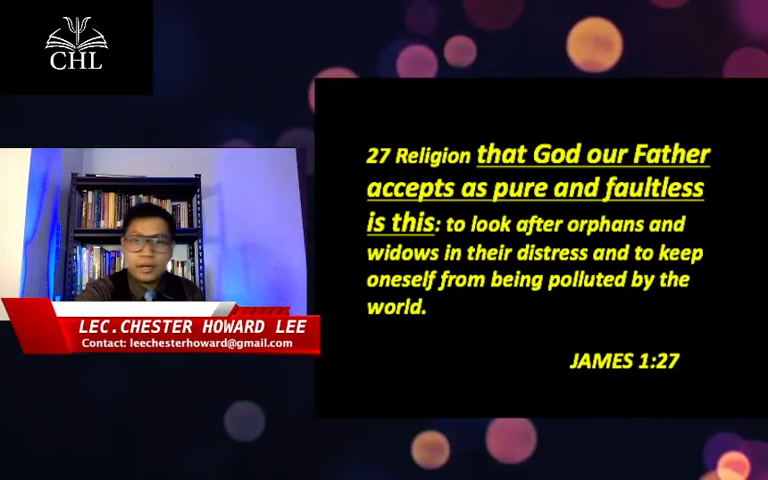 CHL
27 Religion that God our Father
accepts as pure and faultless
is this: to look after orphans and
widows in their distress and to keep
oneself from being polluted by the
world.
JAMES 1:27
LEC.CHESTER HOWARD LEE
Contact: leechesterhoward@gmail.com